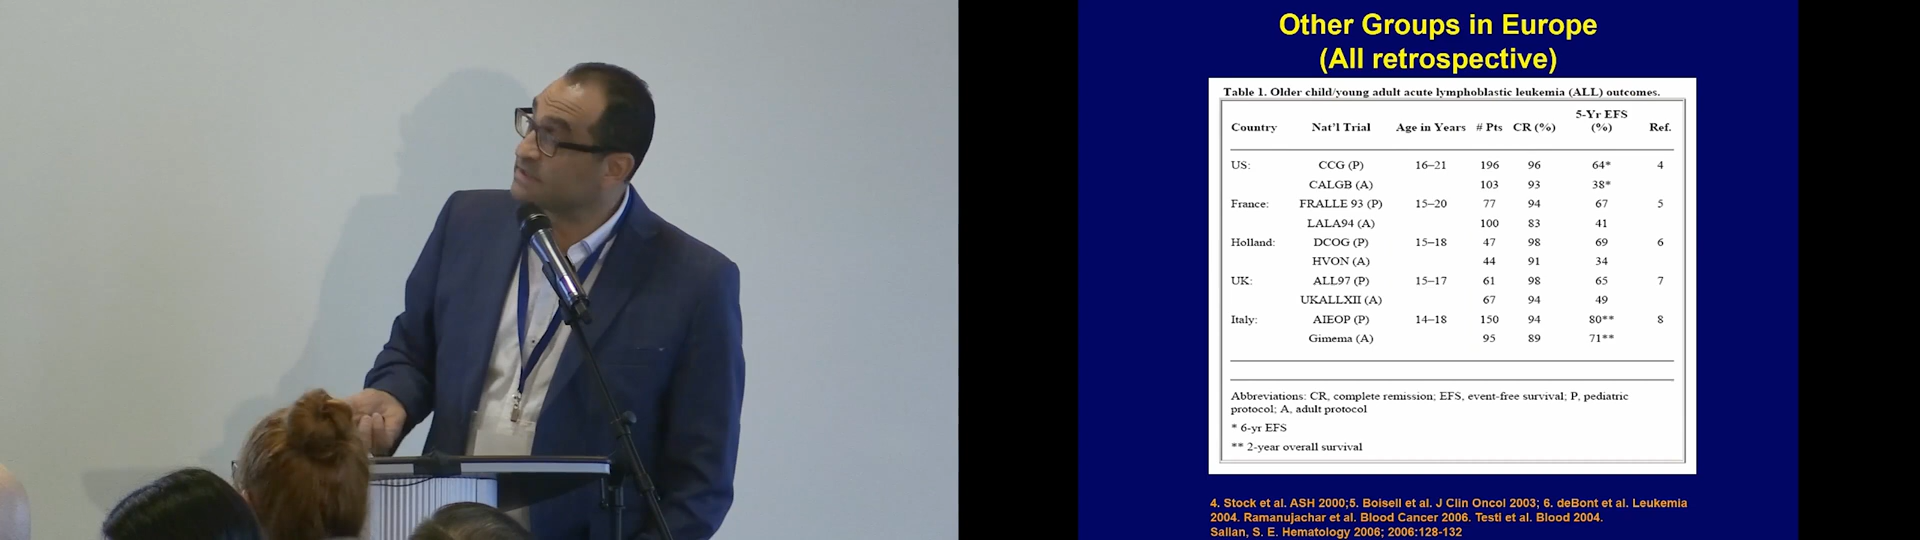 Other Groups in Europe
(All retrospective)
Table 1. Older child/young adult acute lymphoblastic leukemia (ALL) outcomes.
Country Nat'l Trial Age in Years # Pts CR (%) 5-Yr EFS (%) Ref.
US: CCG (P) 16–21 196 96 64* 4
CALGB (A) 103 93 38*
France: FRALLE 93 (P) 15–20 77 94 67 5
LALA94 (A) 100 83 41
Holland: DCOG (P) 15–18 47 98 69 6
HVON (A) 44 91 34
UK: ALL97 (P) 15–17 61 98 65 7
UKALLXII (A) 67 94 49
Italy: AIEOP (P) 14–18 150 94 80** 8
Gimema (A) 95 89 71**
Abbreviations: CR, complete remission; EFS, event-free survival; P, pediatric
protocol; A, adult protocol
* 6-yr EFS
** 2-year overall survival
4. Stock et al. ASH 2000;5. Boisell et al. J Clin Oncol 2003; 6. deBont et al. Leukemia
2004. Ramanujachar et al. Blood Cancer 2006. Testi et al. Blood 2004.
Sallan, S. E. Hematology 2006; 2006:128-132